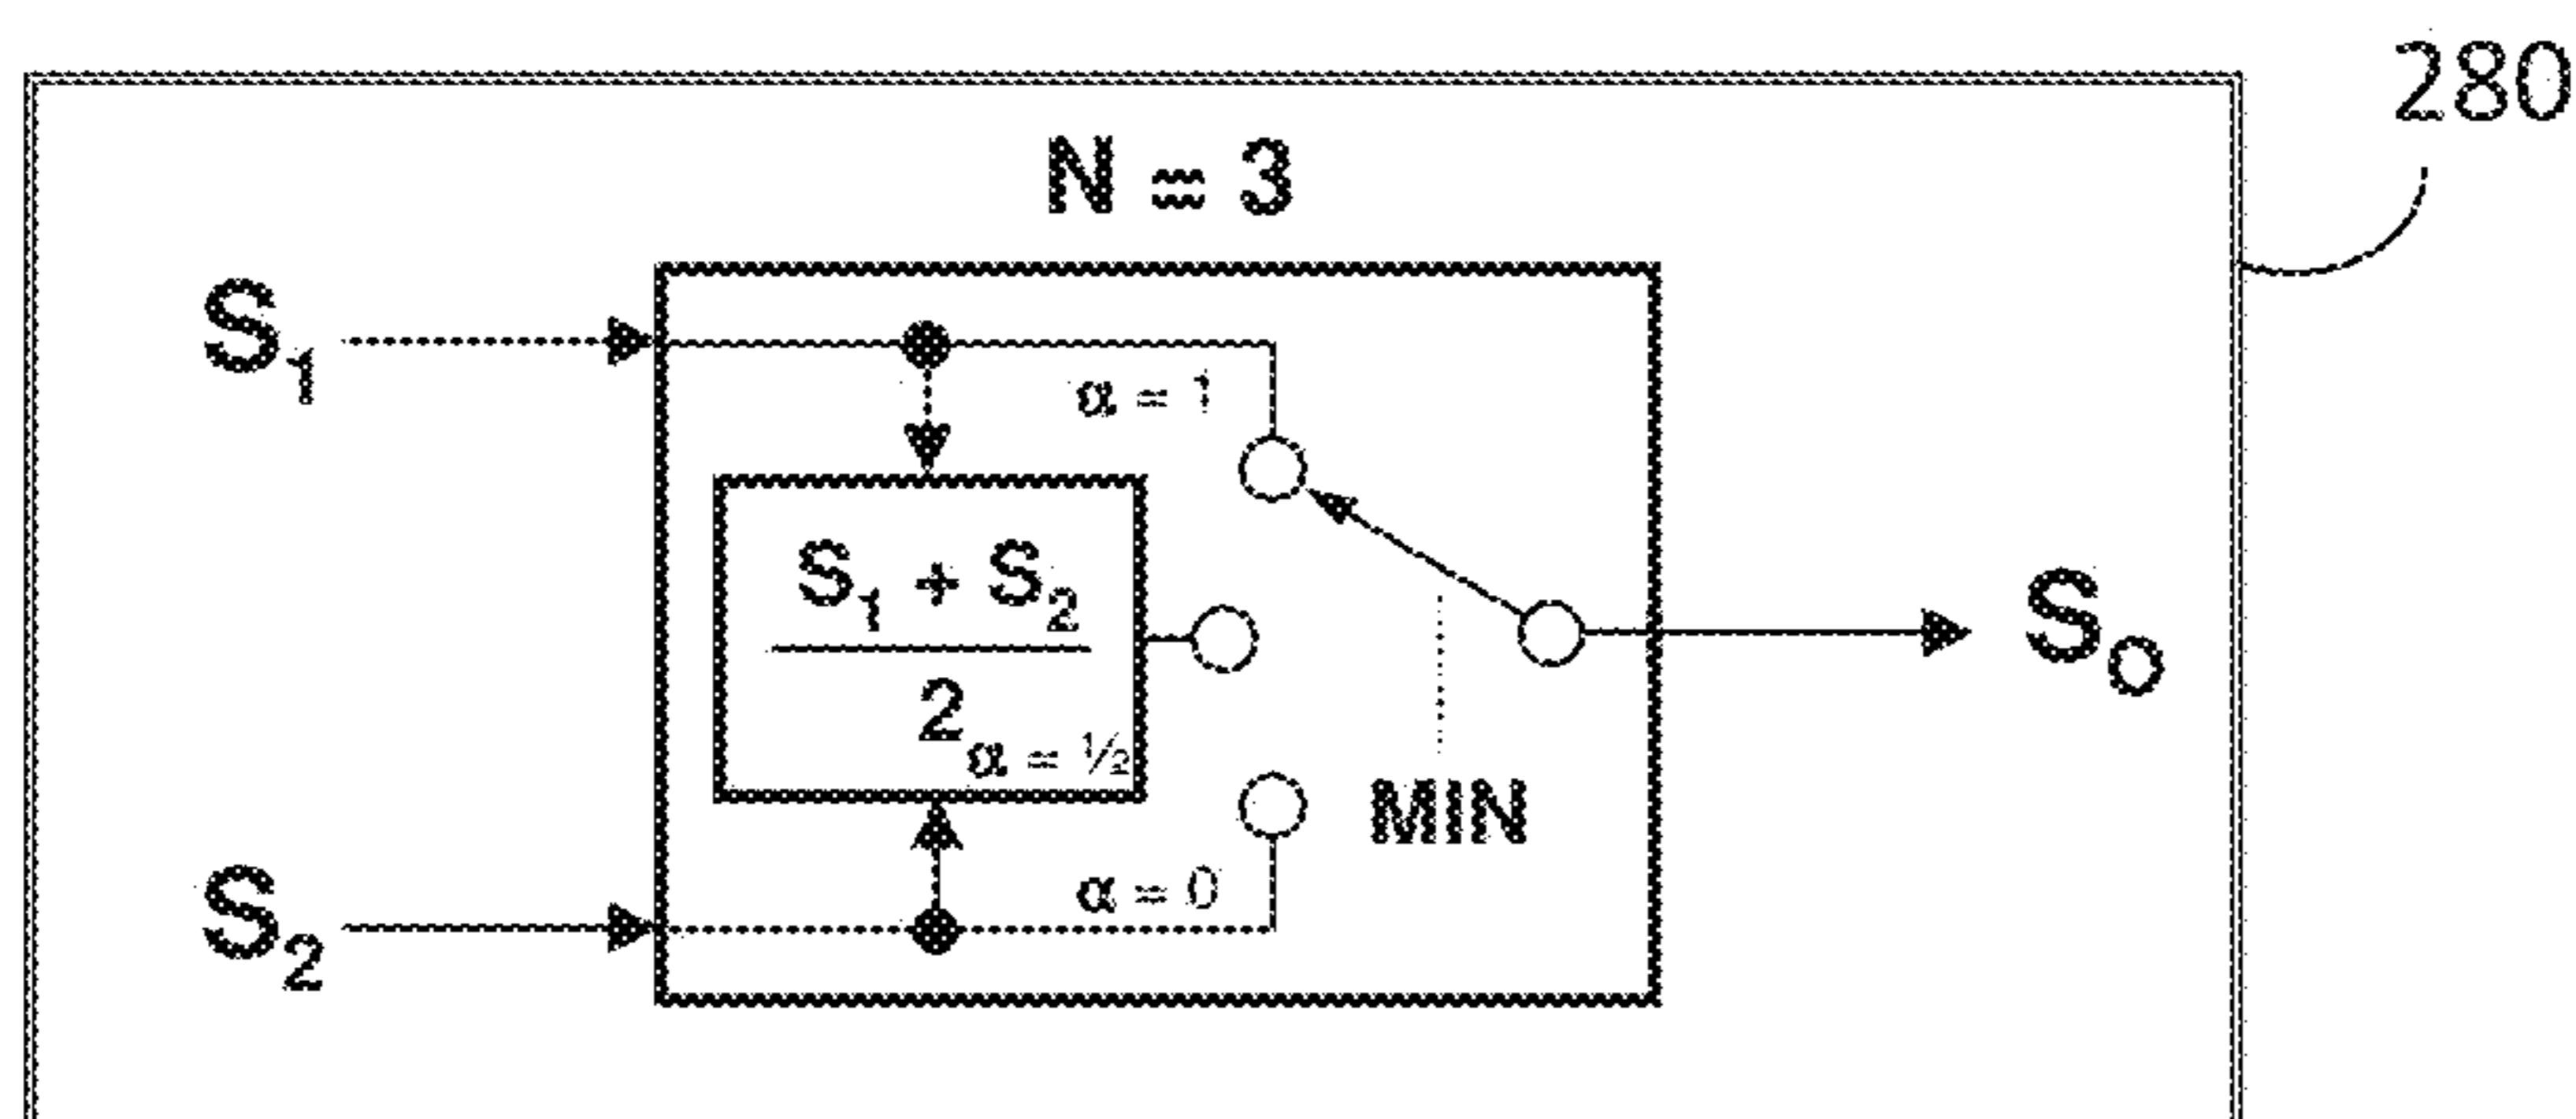 280
N = 3
S1
α = 1
S1 + S2
2
α = ½
SO
MIN
α = 0
S2